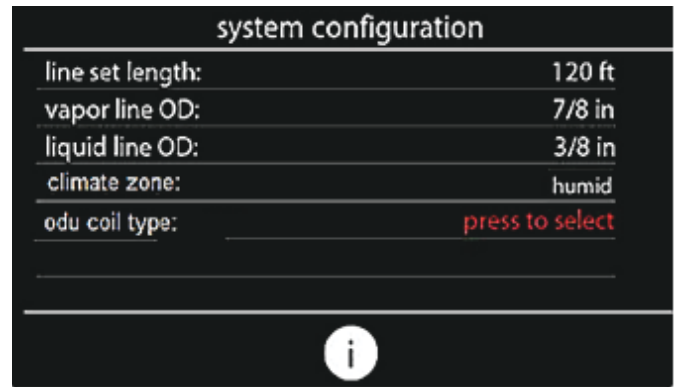 system configuration
line set length: 120 ft
vapor line OD: 7/8 in
liquid line OD: 3/8 in
climate zone: humid
odu coil type: press to select
i